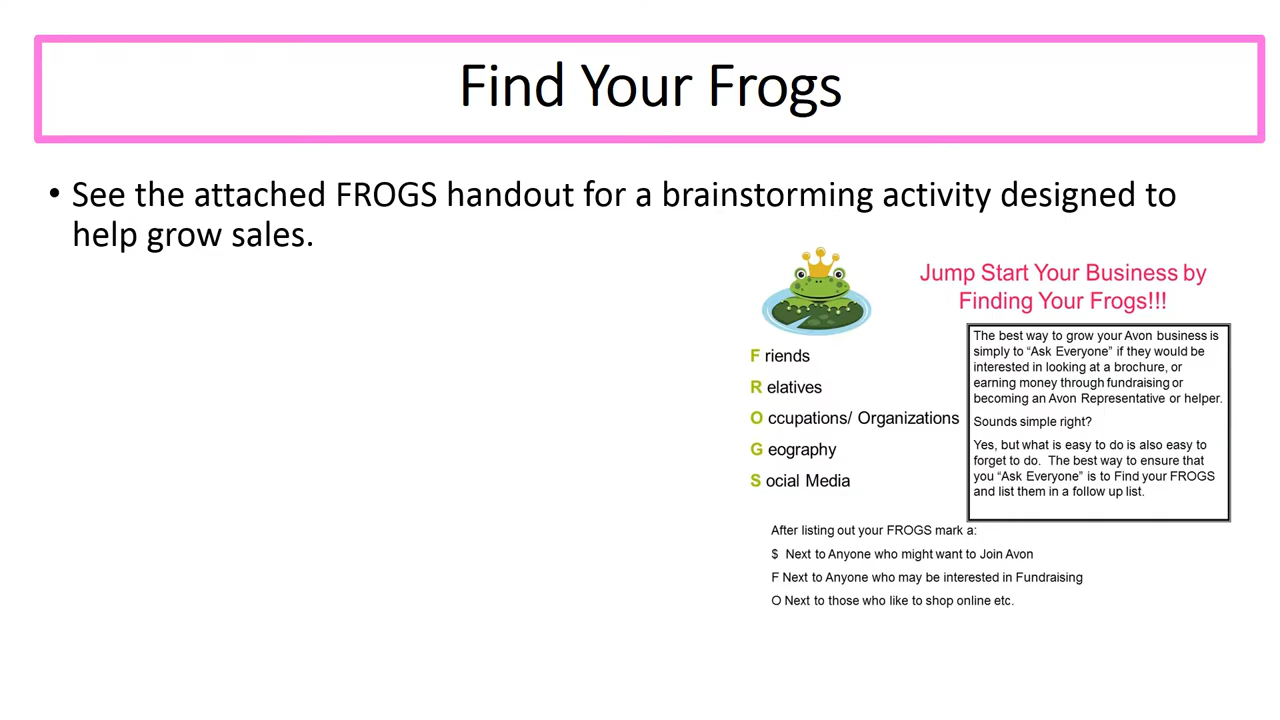 Find Your Frogs
• See the attached FROGS handout for a brainstorming activity designed to
help grow sales.
Jump Start Your Business by
Finding Your Frogs!!!
F riends
R elatives
O ccupations/ Organizations
G eography
S ocial Media
The best way to grow your Avon business is
simply to “Ask Everyone” if they would be
interested in looking at a brochure, or
earning money through fundraising or
becoming an Avon Representative or helper.
Sounds simple right?
Yes, but what is easy to do is also easy to
forget to do.  The best way to ensure that
you “Ask Everyone” is to Find your FROGS
and list them in a follow up list.
After listing out your FROGS mark a:
$  Next to Anyone who might want to Join Avon
F Next to Anyone who may be interested in Fundraising
O Next to those who like to shop online etc.